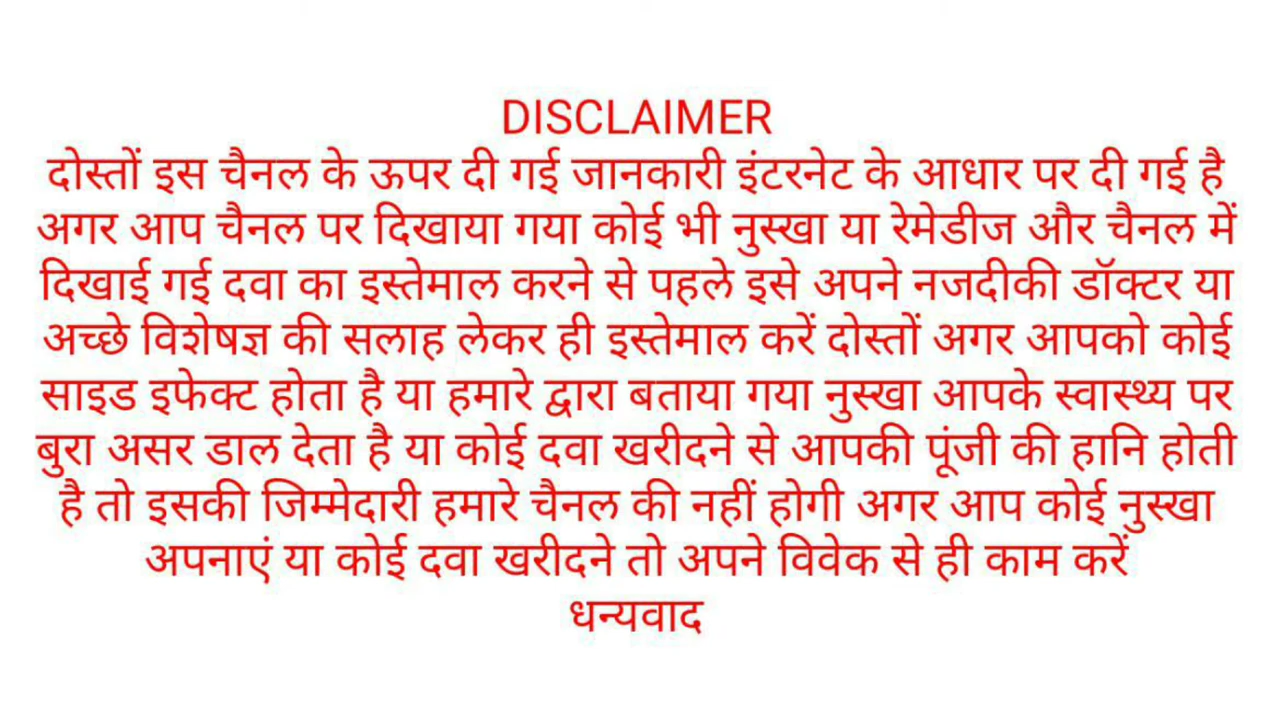 DISCLAIMER
दोस्तों इस चैनल के ऊपर दी गई जानकारी इंटरनेट के आधार पर दी गई है
अगर आप चैनल पर दिखाया गया कोई भी नुस्खा या रेमेडीज और चैनल में
दिखाई गई दवा का इस्तेमाल करने से पहले इसे अपने नजदीकी डॉक्टर या
अच्छे विशेषज्ञ की सलाह लेकर ही इस्तेमाल करें दोस्तों अगर आपको कोई
साइड इफेक्ट होता है या हमारे द्वारा बताया गया नुस्खा आपके स्वास्थ्य पर
बुरा असर डाल देता है या कोई दवा खरीदने से आपकी पूंजी की हानि होती
है तो इसकी जिम्मेदारी हमारे चैनल की नहीं होगी अगर आप कोई नुस्खा
अपनाएं या कोई दवा खरीदने तो अपने विवेक से ही काम करें
धन्यवाद